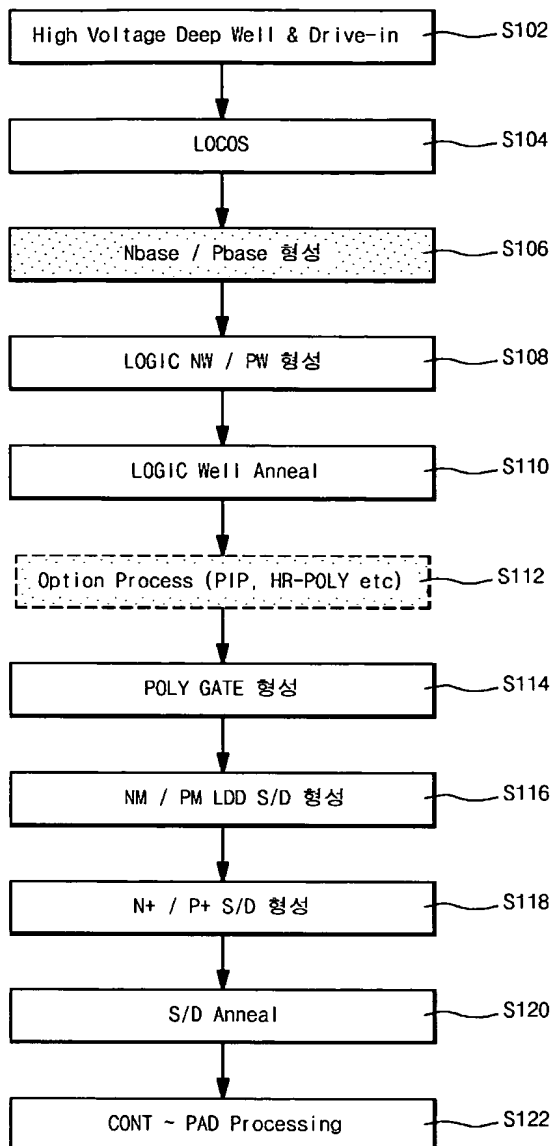 High Voltage Deep Well & Drive-in S102
LOCOS S104
Nbase / Pbase 형성 S106
LOGIC NW / PW 형성 S108
LOGIC Well Anneal S110
Option Process (PIP, HR-POLY etc) S112
POLY GATE 형성 S114
NM / PM LDD S/D 형성 S116
N+ / P+ S/D 형성 S118
S/D Anneal S120
CONT ~ PAD Processing S122